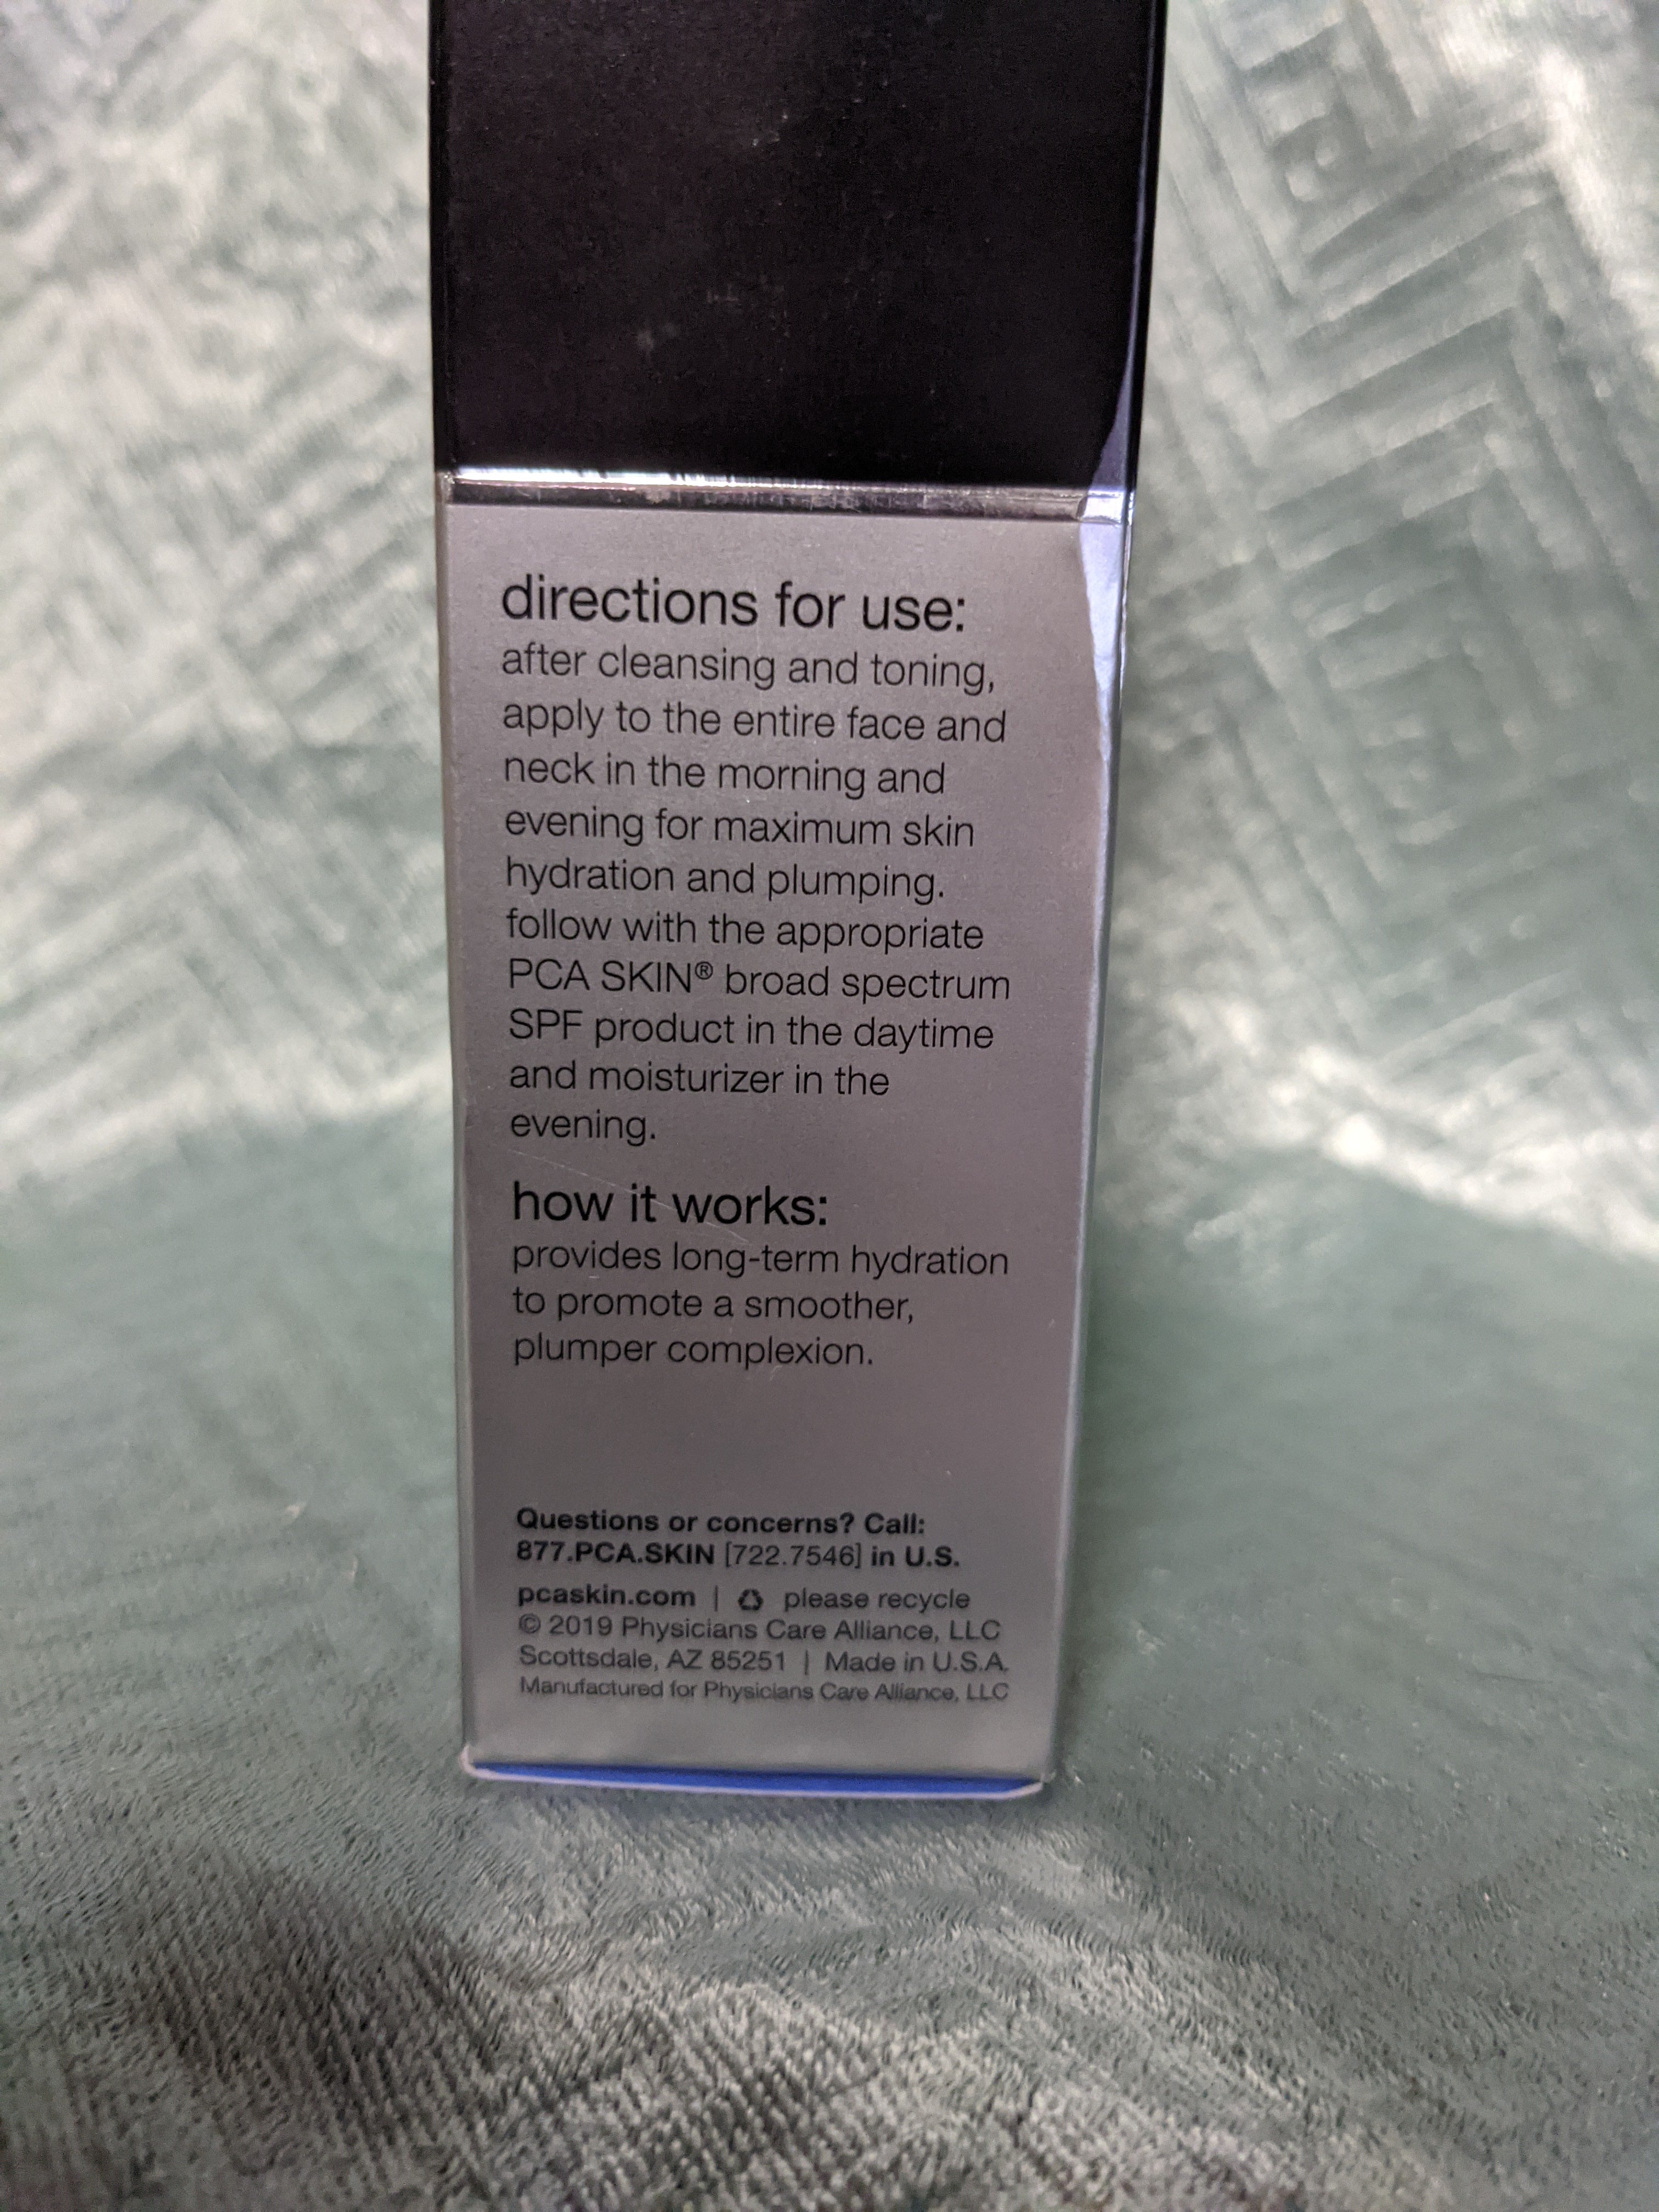 directions for use:
after cleansing and toning,
apply to the entire face and
neck in the morning and
evening for maximum skin
hydration and plumping.
follow with the appropriate
PCA SKIN® broad spectrum
SPF product in the daytime
and moisturizer in the
evening.
how it works:
provides long-term hydration
to promote a smoother,
plumper complexion.
Questions or concerns? Call:
877.PCA.SKIN [722.7546] in U.S.
pcaskin.com | ♻ please recycle
© 2019 Physicians Care Alliance, LLC
Scottsdale, AZ 85251 | Made in U.S.A.
Manufactured for Physicians Care Alliance, LLC